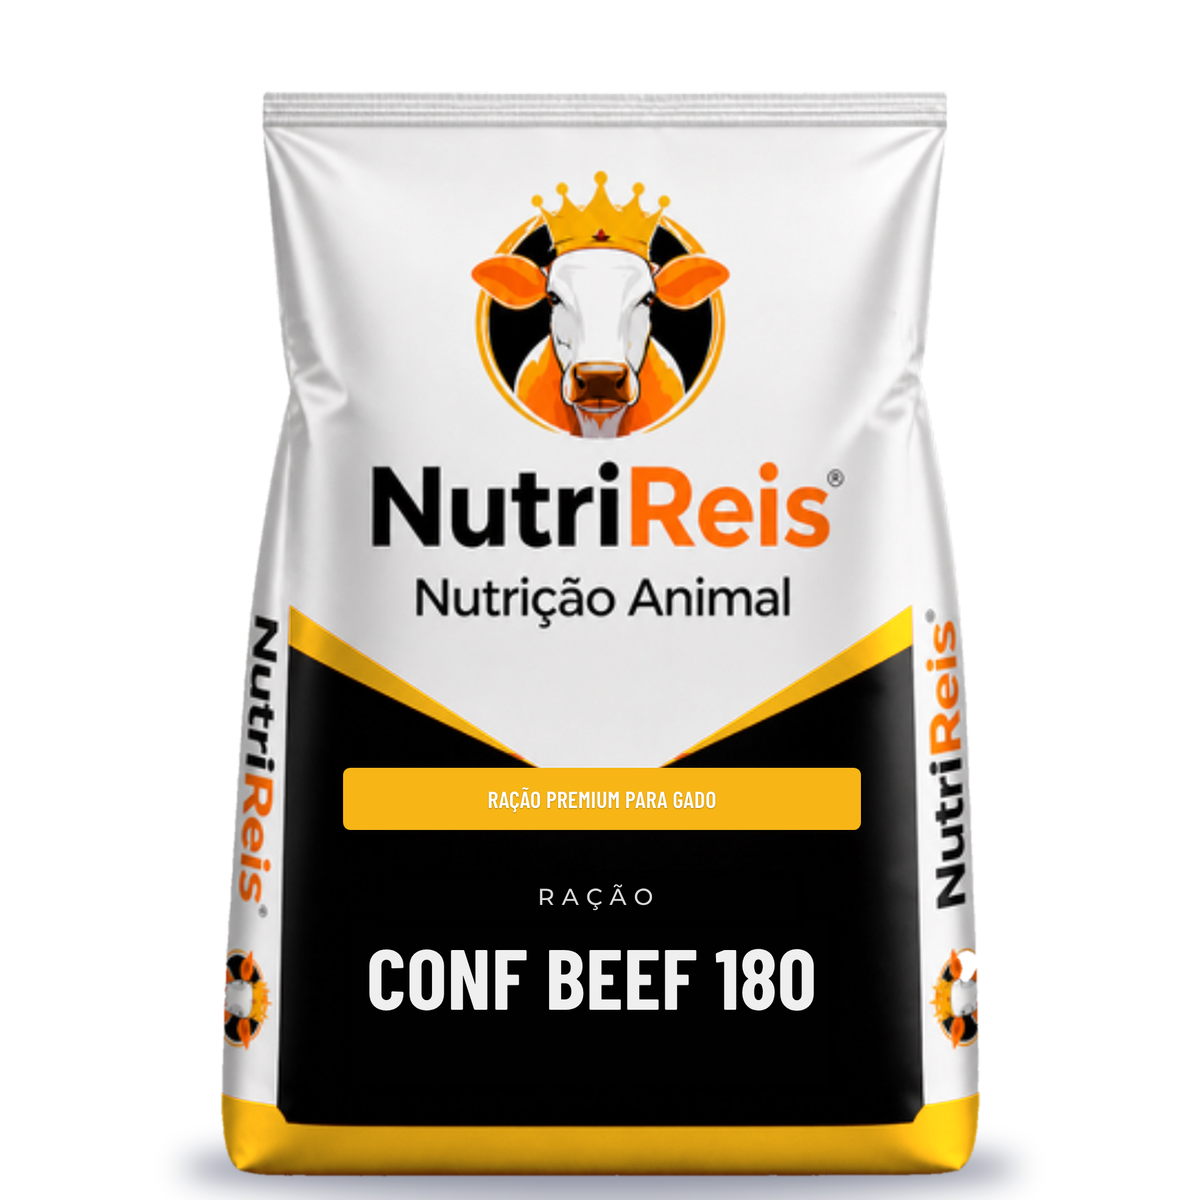 NutriReis®
Nutrição Animal
NutriReis®
NutriReis®
RAÇÃO PREMIUM PARA GADO
RAÇÃO
CONF BEEF 180